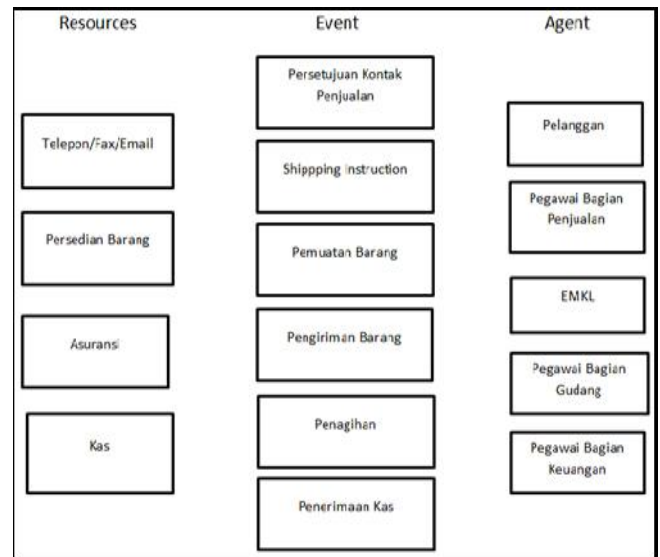 Resources
Event
Agent
Telepon/Fax/Email
Persedian Barang
Asuransi
Kas
Persetujuan Kontak
Penjualan
Shippping Instruction
Pemuatan Barang
Pengiriman Barang
Penagihan
Penerimaan Kas
Pelanggan
Pegawai Bagian
Penjualan
EMKL
Pegawai Bagian
Gudang
Pegawai Bagian
Keuangan